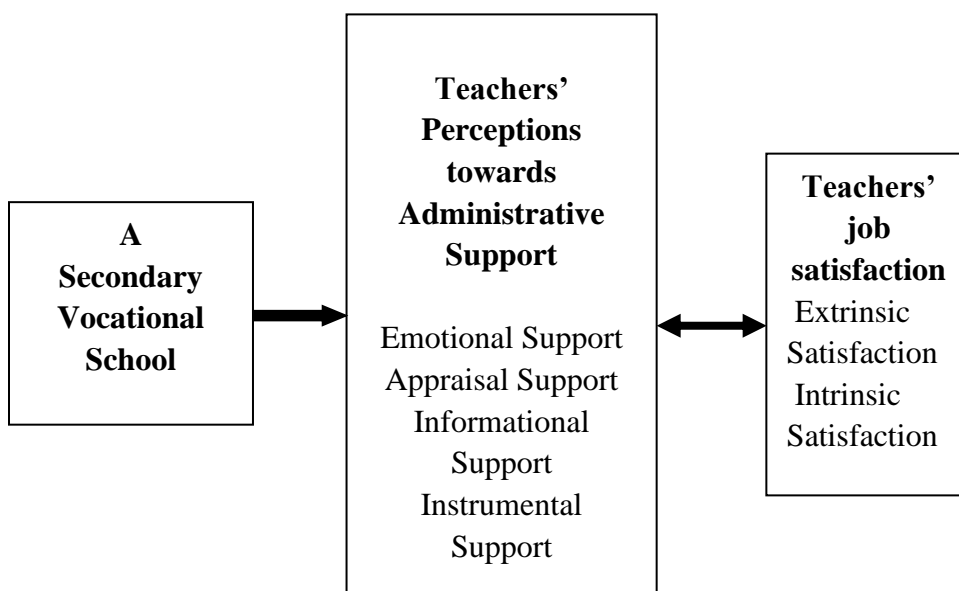 A
Secondary
Vocational
School
Teachers’
Perceptions
towards
Administrative
Support
Emotional Support
Appraisal Support
Informational
Support
Instrumental
Support
Teachers’
job
satisfaction
Extrinsic
Satisfaction
Intrinsic
Satisfaction